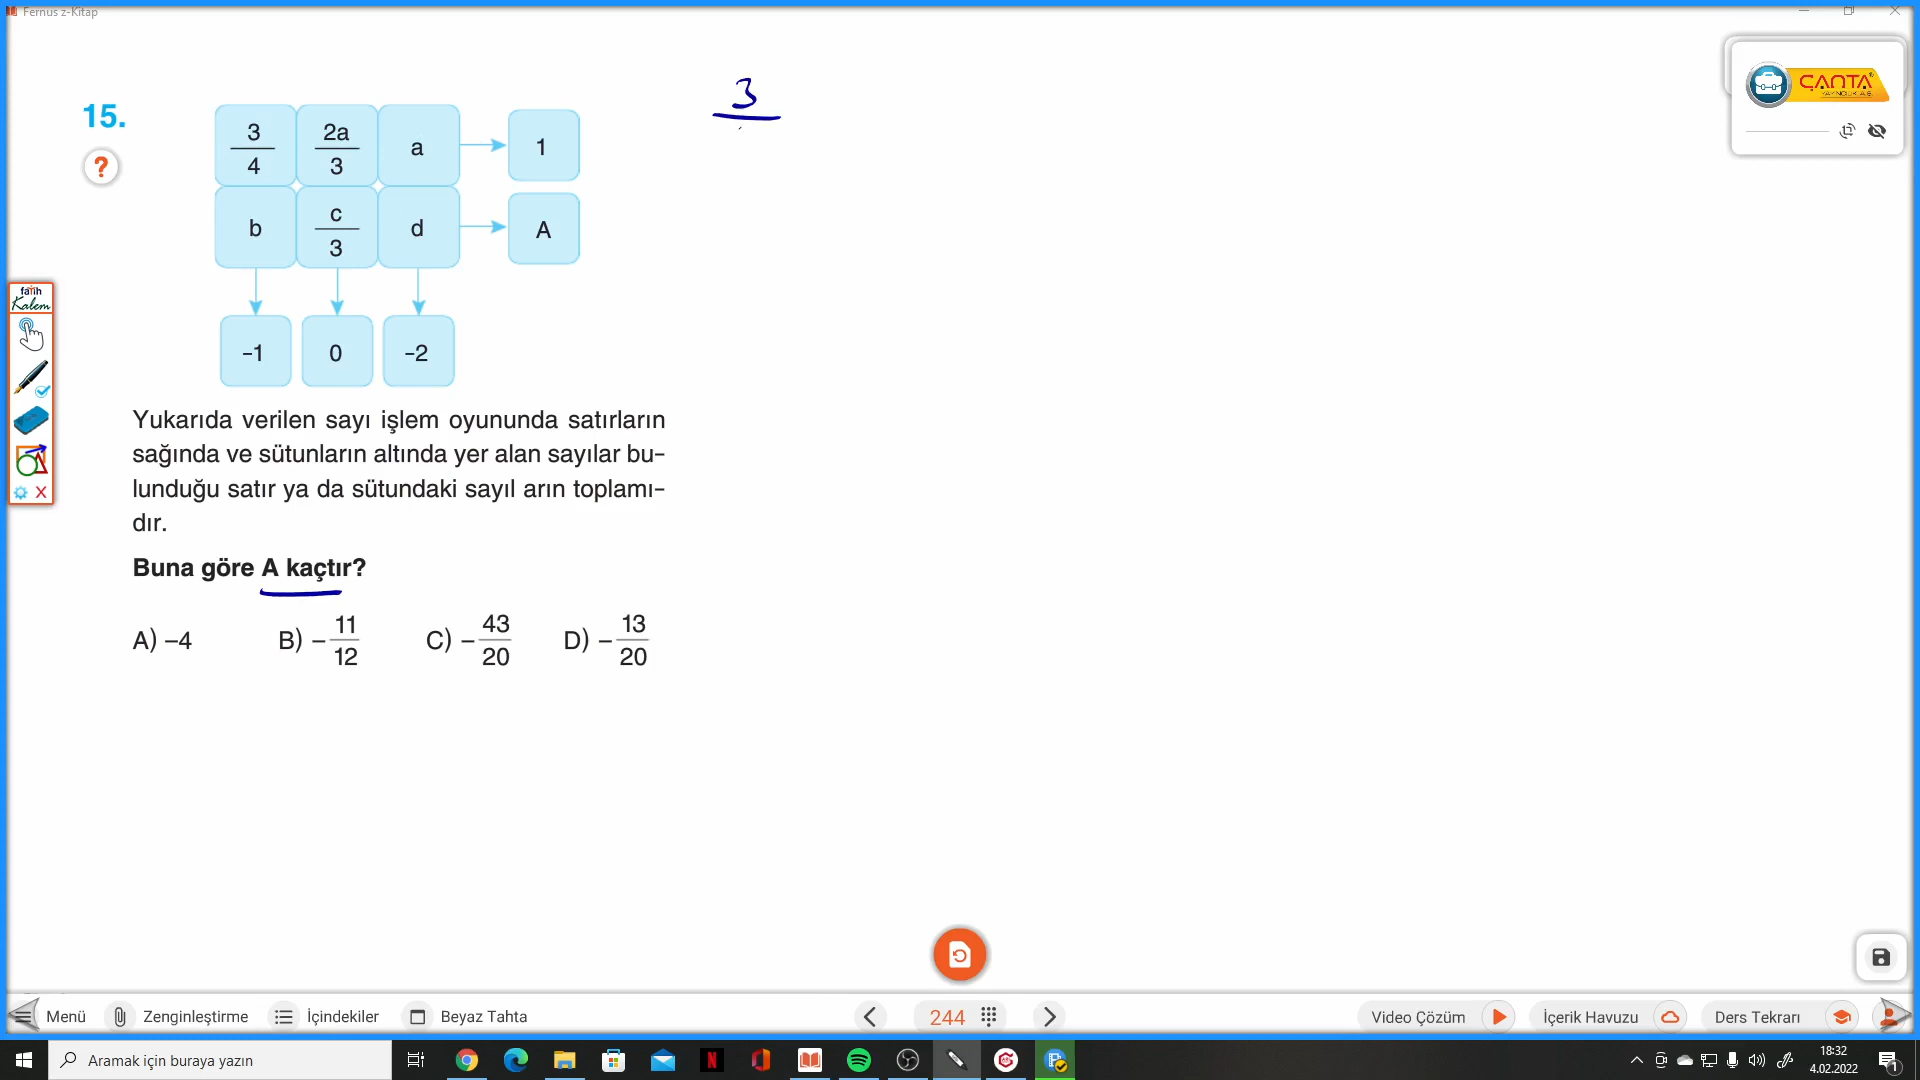 Fernus z-Kitap
3
ÇANTA
15.
3/4 2a/3 a 1
b c/3 d A
-1 0 -2
Yukarıda verilen sayı işlem oyununda satırların
sağında ve sütunların altında yer alan sayılar bu-
lunduğu satır ya da sütundaki sayıl arın toplamı-
dır.
Buna göre A kaçtır?
A) –4 B) -11/12 C) -43/20 D) -13/20
fatih
Kalem
Menü Zenginleştirme İçindekiler Beyaz Tahta 244 Video Çözüm İçerik Havuzu Ders Tekrarı
Aramak için buraya yazın
18:32
4.02.2022
1